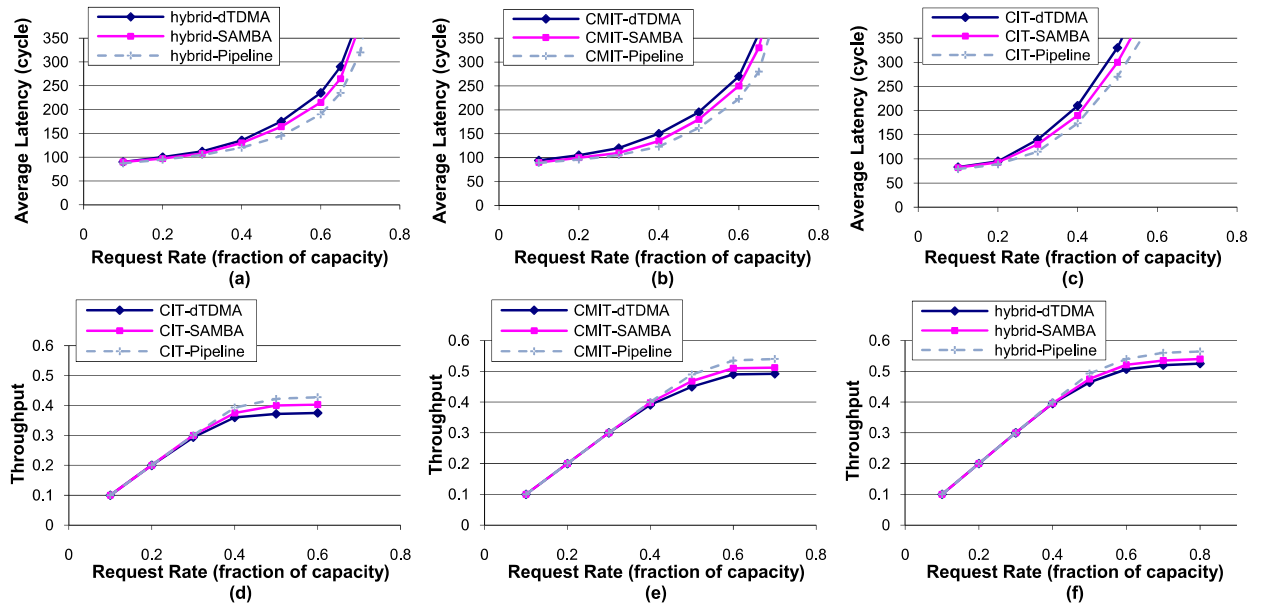 hybrid-dTDMA
hybrid-SAMBA
hybrid-Pipeline
Average Latency (cycle)
350
300
250
200
150
100
50
0
0
0.2
0.4
0.6
0.8
Request Rate (fraction of capacity)
(a)
CMIT-dTDMA
CMIT-SAMBA
CMIT-Pipeline
Average Latency (cycle)
350
300
250
200
150
100
50
0
0
0.2
0.4
0.6
0.8
Request Rate (fraction of capacity)
(b)
CIT-dTDMA
CIT-SAMBA
CIT-Pipeline
Average Latency (cycle)
350
300
250
200
150
100
50
0
0
0.2
0.4
0.6
0.8
Request Rate (fraction of capacity)
(c)
CIT-dTDMA
CIT-SAMBA
CIT-Pipeline
Throughput
0.6
0.5
0.4
0.3
0.2
0.1
0
0
0.2
0.4
0.6
0.8
Request Rate (fraction of capacity)
(d)
CMIT-dTDMA
CMIT-SAMBA
CMIT-Pipeline
Throughput
0.6
0.5
0.4
0.3
0.2
0.1
0
0
0.2
0.4
0.6
0.8
Request Rate (fraction of capacity)
(e)
hybrid-dTDMA
hybrid-SAMBA
hybrid-Pipeline
Throughput
0.6
0.5
0.4
0.3
0.2
0.1
0
0
0.2
0.4
0.6
0.8
Request Rate (fraction of capacity)
(f)